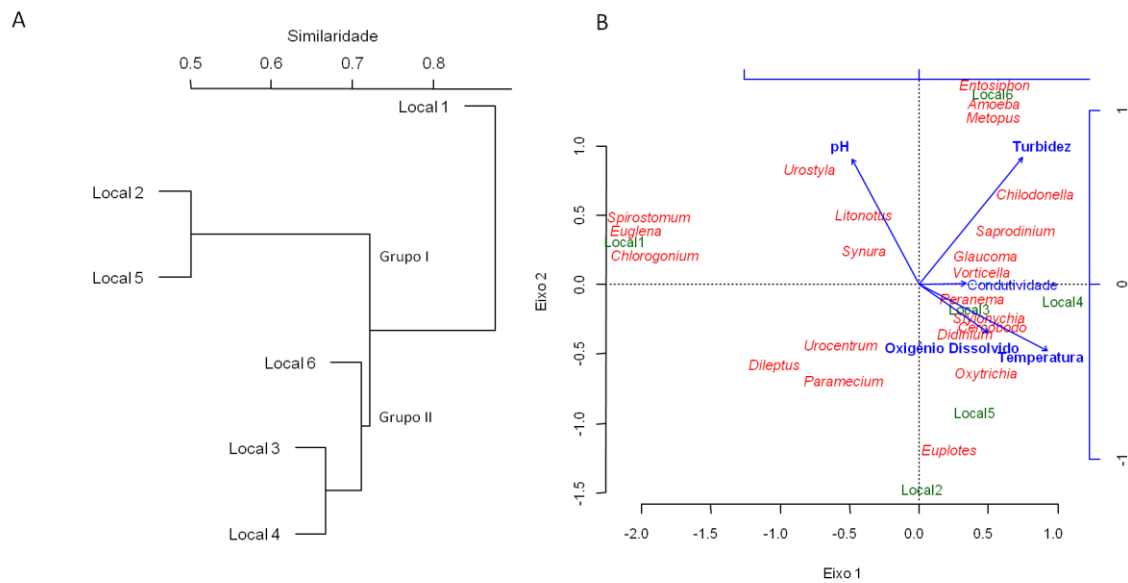 A
Similaridade
0.5 0.6 0.7 0.8
Local 1
Local 2
Grupo I
Local 5
Local 6
Grupo II
Local 3
Local 4
B
Entosiphon
Local6
Amoeba
Metopus
1
1.0
pH
Turbidez
Urostyla
Chilodonella
0.5
Spirostomum
Litonotus
Euglena
Saprodinium
Local1
Synura
Chlorogonium
Glaucoma
Vorticella
Eixo 2
0.0
Condutividade
0
Peranema
Local4
Local3
Stylonychia
Cercobodo
Didinium
-0.5
Urocentrum
Oxigênio Dissolvido
Temperatura
Dileptus
Paramecium
Oxytrichia
Local5
-1.0
Euplotes
-1
Local2
-1.5
-2.0 -1.5 -1.0 -0.5 0.0 0.5 1.0
Eixo 1